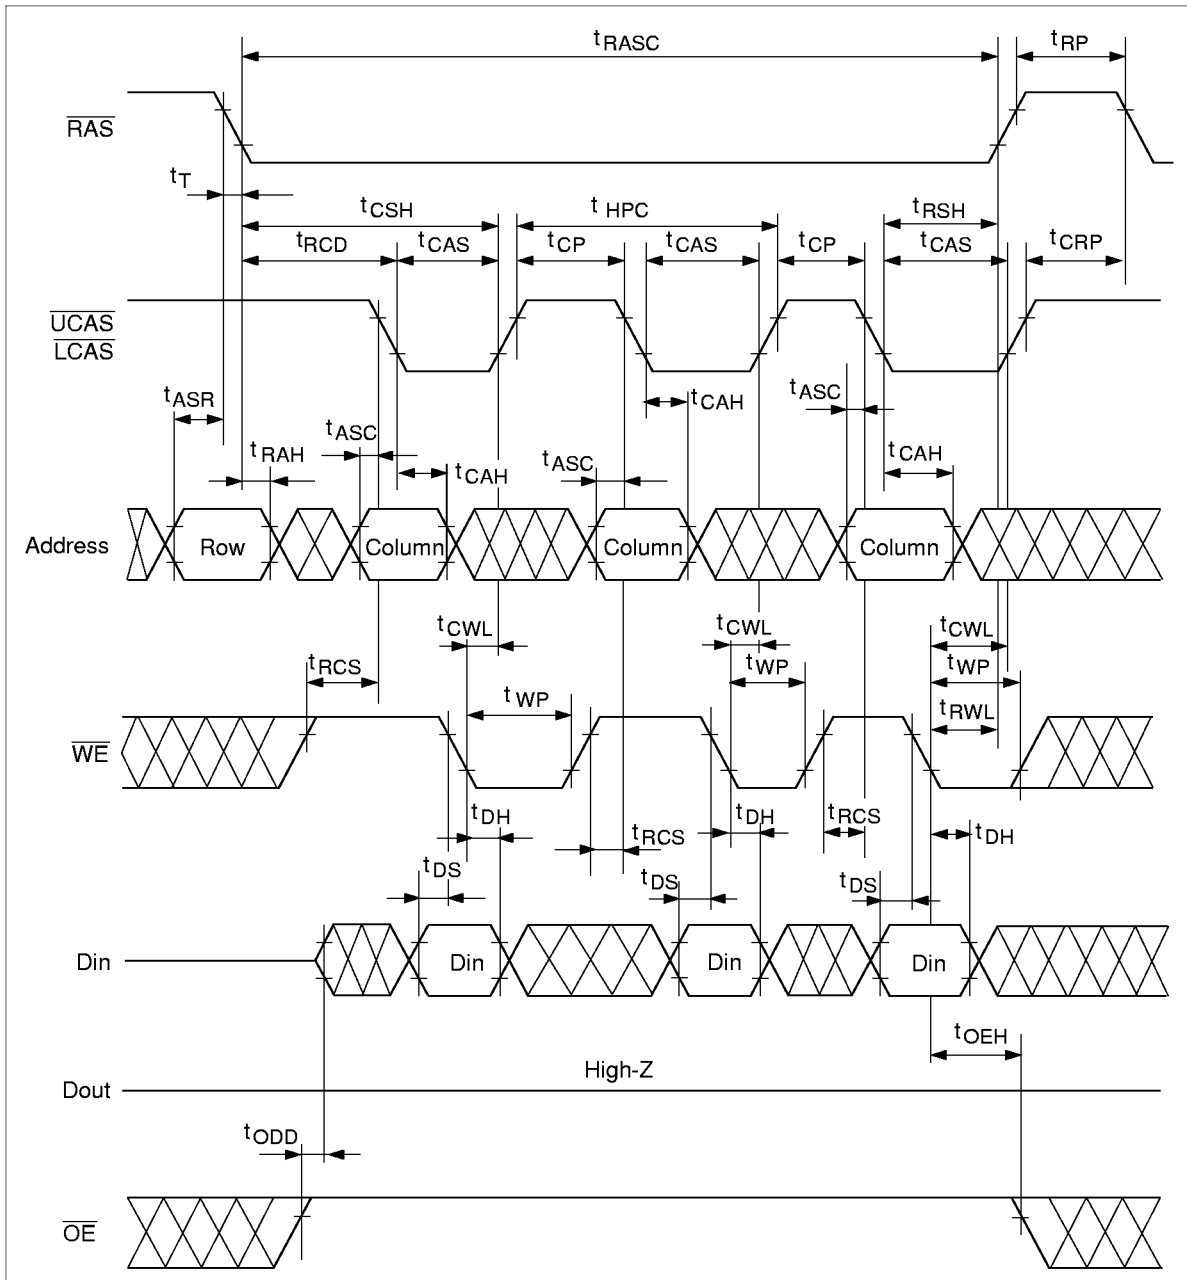 tRASC tRP
RAS
tT
tCSH tHPC tRSH
tRCD tCAS tCP tCAS tCP tCAS tCRP
UCAS
LCAS
tASR tASC tCAH
tRAH tASC tCAH tASC tCAH
Address Row Column Column Column
tCWL tCWL tCWL
tRCS tWP tWP tWP
WE tRWL
tDH tRCS tDH tRCS tDH
tDS tDS tDS
Din Din Din Din
tOEH
High-Z
Dout
tODD
OE